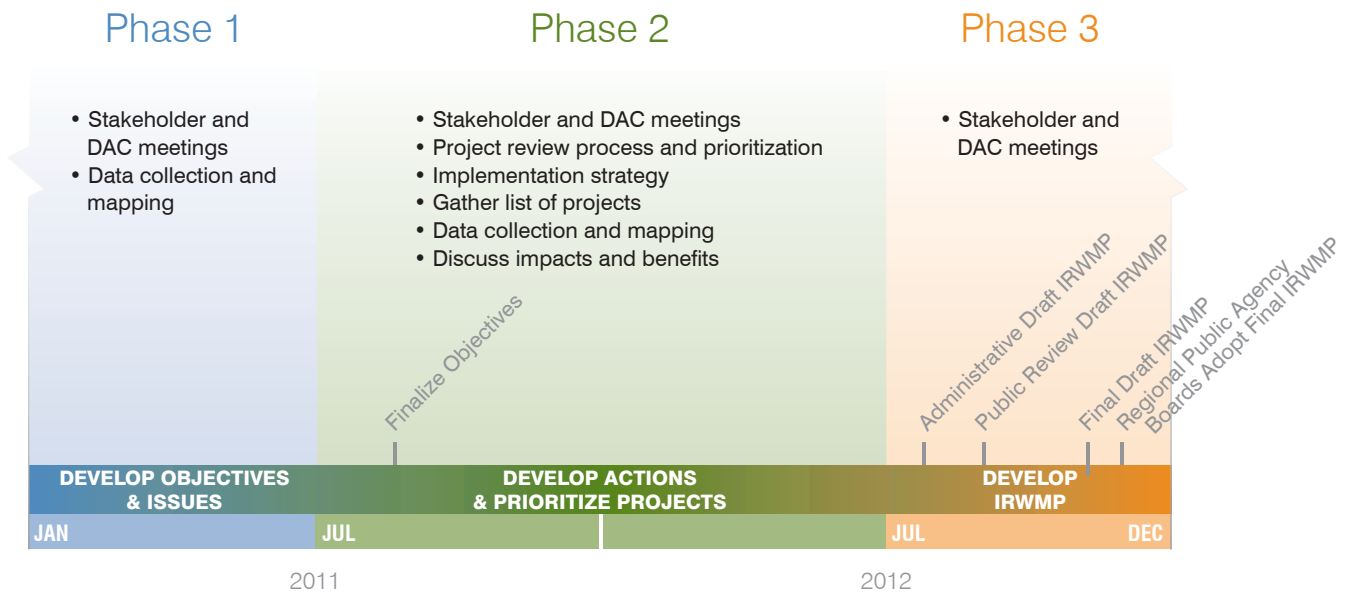 Phase 1
Phase 2
Phase 3
• Stakeholder and
DAC meetings
• Data collection and
mapping
• Stakeholder and DAC meetings
• Project review process and prioritization
• Implementation strategy
• Gather list of projects
• Data collection and mapping
• Discuss impacts and benefits
• Stakeholder and
DAC meetings
Finalize Objectives
Administrative Draft IRWMP
Public Review Draft IRWMP
Final Draft IRWMP
Regional Public Agency
Boards Adopt Final IRWMP
DEVELOP OBJECTIVES
& ISSUES
DEVELOP ACTIONS
& PRIORITIZE PROJECTS
DEVELOP
IRWMP
JAN
JUL
JUL
DEC
2011
2012